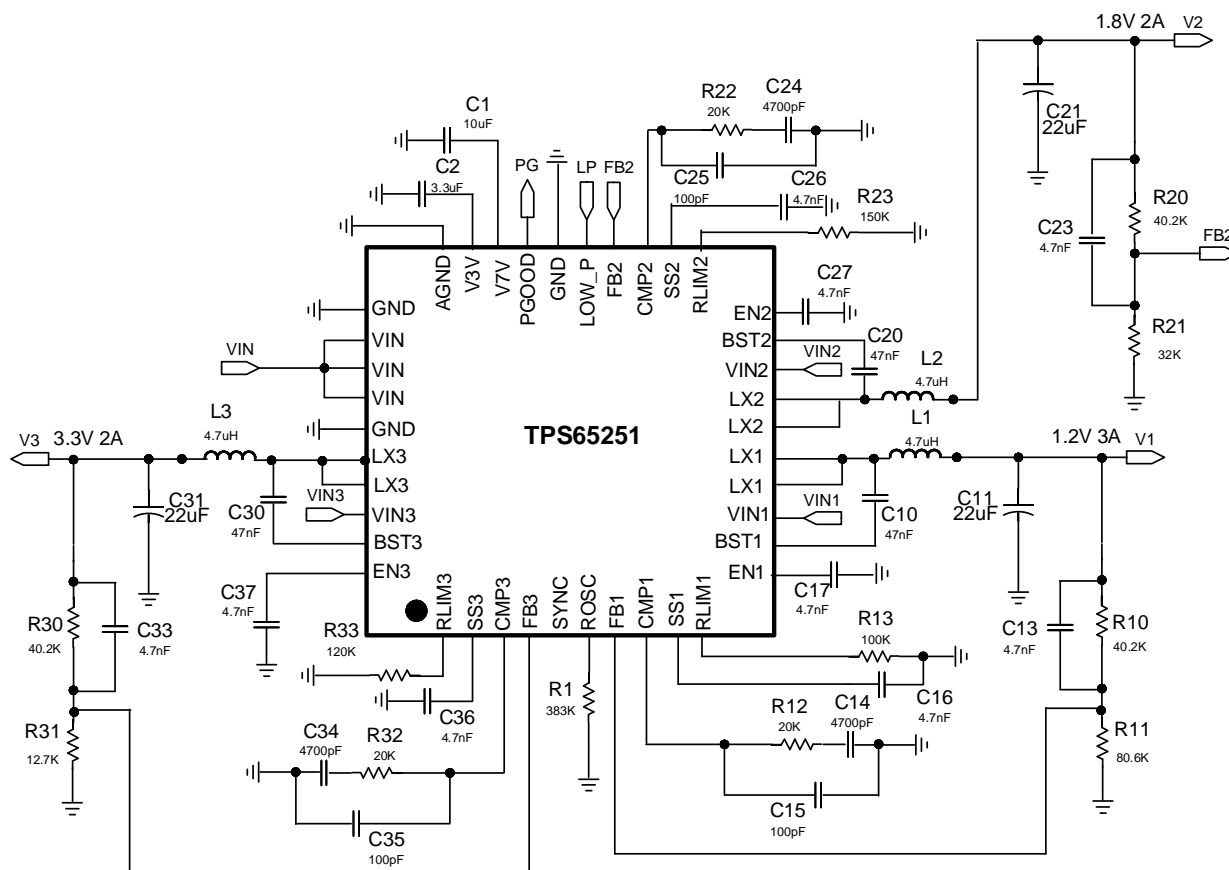 1.8V 2A V2
C21
22uF
R22
20K
C24
4700pF
C1
10uF
C2
3.3uF
PG
LP
FB2
C25
100pF
C26
4.7nF
R23
150K
R20
40.2K
C23
4.7nF
FB2
R21
32K
AGND
V3V
V7V
PGOOD
GND
LOW_P
FB2
CMP2
SS2
RLIM2
C27
4.7nF
C20
47nF
L2
4.7uH
VIN
GND
VIN
VIN
VIN
GND
LX3
LX3
VIN3
BST3
EN3
TPS65251
EN2
BST2
VIN2
LX2
LX2
LX1
LX1
VIN1
BST1
EN1
VIN2
L1
4.7uH
L3
4.7uH
V3 3.3V 2A
1.2V 3A V1
C31
22uF
C30
47nF
VIN3
VIN1
C10
47nF
C11
22uF
C37
4.7nF
C17
4.7nF
RLIM3
SS3
CMP3
FB3
SYNC
ROSC
FB1
CMP1
SS1
RLIM1
R30
40.2K
C33
4.7nF
R33
120K
R13
100K
C13
4.7nF
R10
40.2K
R31
12.7K
C36
4.7nF
R1
383K
C16
4.7nF
C34
4700pF
R32
20K
R12
20K
C14
4700pF
R11
80.6K
C35
100pF
C15
100pF